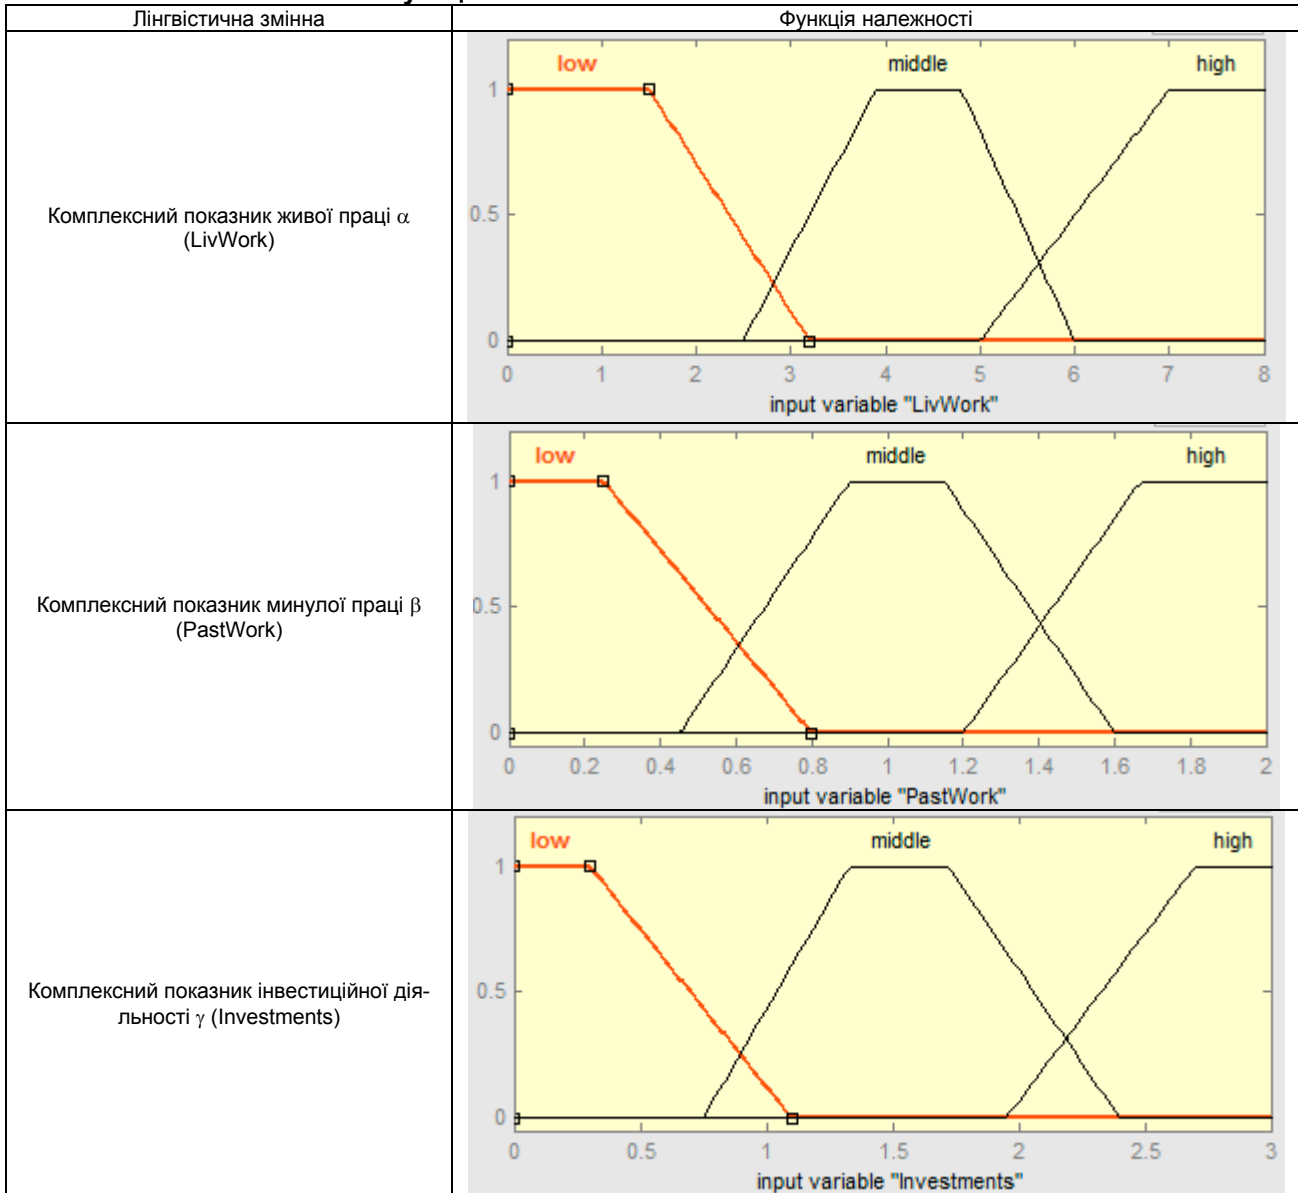 Лінгвістична змінна
Функція належності
Комплексний показник живої праці α
(LivWork)
low
middle
high
1
0.5
0
0 1 2 3 4 5 6 7 8
input variable "LivWork"
Комплексний показник минулої праці β
(PastWork)
low
middle
high
1
0.5
0
0 0.2 0.4 0.6 0.8 1 1.2 1.4 1.6 1.8 2
input variable "PastWork"
Комплексний показник інвестиційної дія-
льності γ (Investments)
low
middle
high
1
0.5
0
0 0.5 1 1.5 2 2.5 3
input variable "Investments"